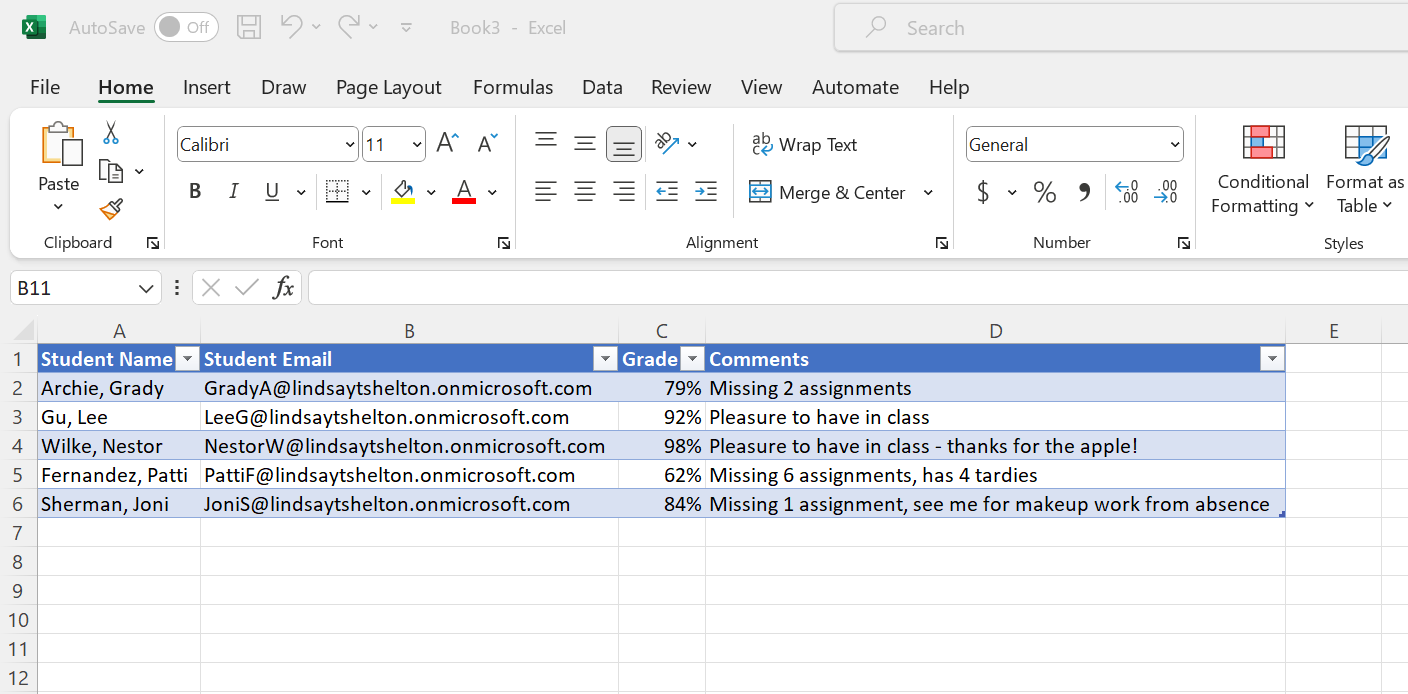 AutoSave Off Book3 - Excel Search
File Home Insert Draw Page Layout Formulas Data Review View Automate Help
Calibri 11 A^ Aˇ ab Wrap Text General
Paste B I U A ab c Merge & Center $ % , .00 .00 →0 Conditional Formatting Format as Table
Clipboard Font Alignment Number Styles
B11 fx
A B C D E
1 Student Name Student Email Grade Comments
2 Archie, Grady GradyA@lindsaytshelton.onmicrosoft.com 79% Missing 2 assignments
3 Gu, Lee LeeG@lindsaytshelton.onmicrosoft.com 92% Pleasure to have in class
4 Wilke, Nestor NestorW@lindsaytshelton.onmicrosoft.com 98% Pleasure to have in class - thanks for the apple!
5 Fernandez, Patti PattiF@lindsaytshelton.onmicrosoft.com 62% Missing 6 assignments, has 4 tardies
6 Sherman, Joni JoniS@lindsaytshelton.onmicrosoft.com 84% Missing 1 assignment, see me for makeup work from absence
7
8
9
10
11
12